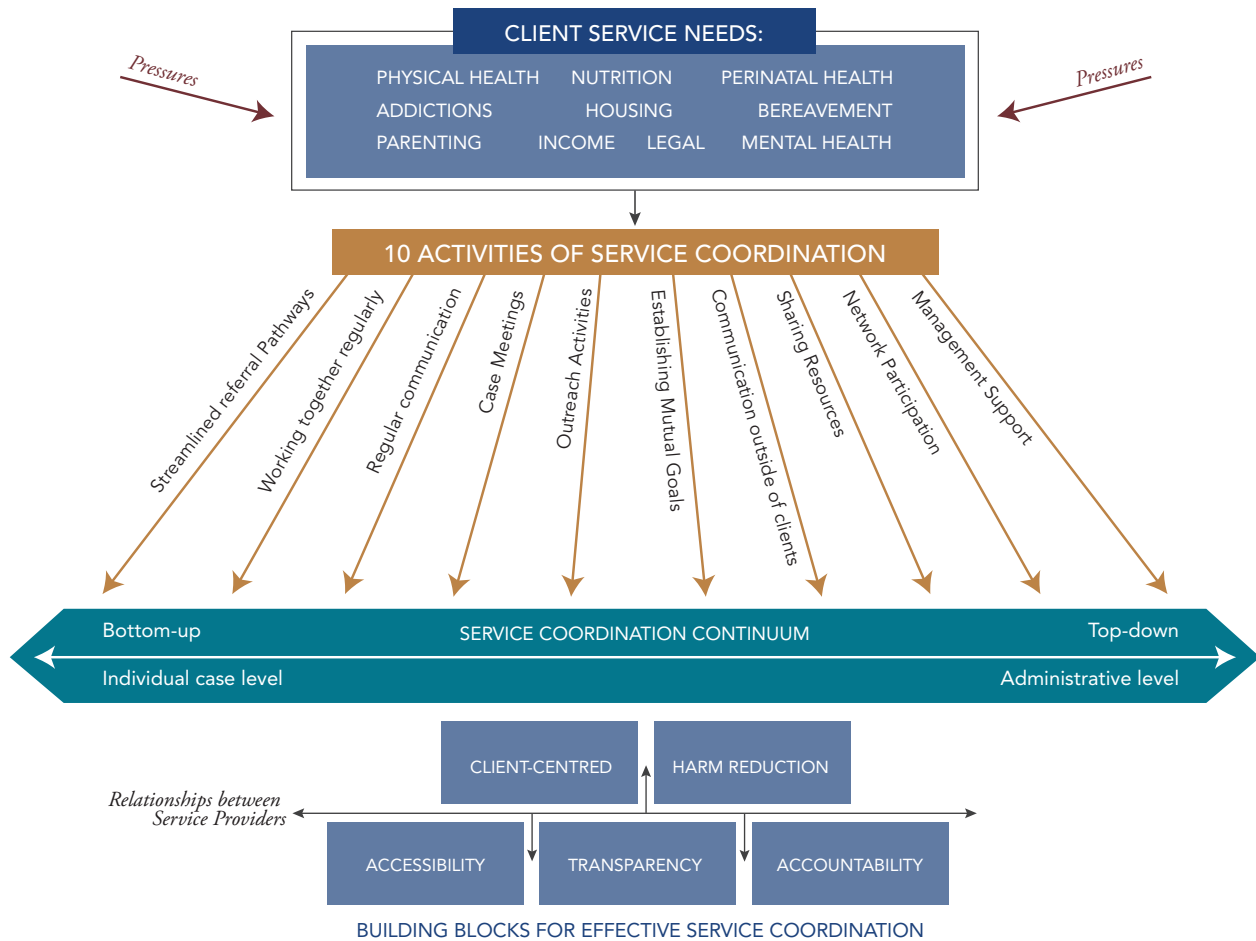 CLIENT SERVICE NEEDS:
Pressures
Pressures
PHYSICAL HEALTH NUTRITION PERINATAL HEALTH
ADDICTIONS HOUSING BEREAVEMENT
PARENTING INCOME LEGAL MENTAL HEALTH
10 ACTIVITIES OF SERVICE COORDINATION
Streamlined referral Pathways
Working together regularly
Regular communication
Case Meetings
Outreach Activities
Establishing Mutual Goals
Communication outside of clients
Sharing Resources
Network Participation
Management Support
Bottom-up SERVICE COORDINATION CONTINUUM Top-down
Individual case level Administrative level
CLIENT-CENTRED HARM REDUCTION
Relationships between
Service Providers
ACCESSIBILITY TRANSPARENCY ACCOUNTABILITY
BUILDING BLOCKS FOR EFFECTIVE SERVICE COORDINATION